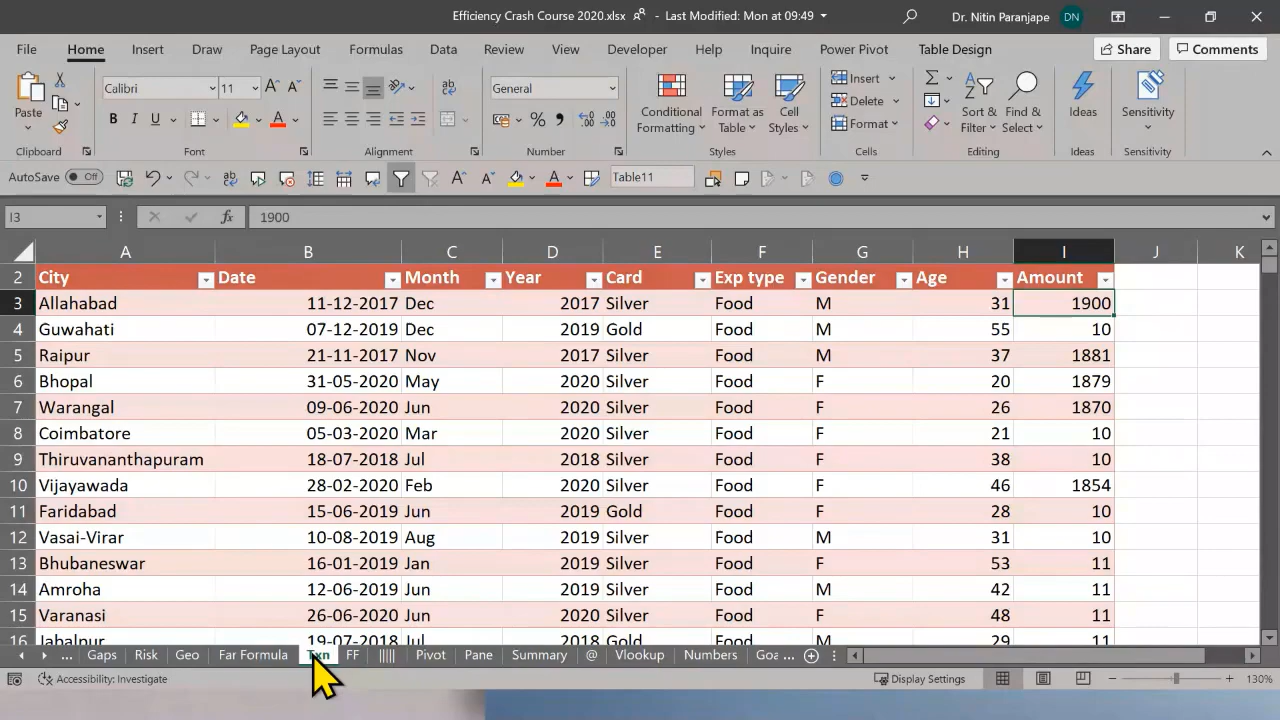 Efficiency Crash Course 2020.xlsx - Last Modified: Mon at 09:49 Dr. Nitin Paranjape DN
File Home Insert Draw Page Layout Formulas Data Review View Developer Help Inquire Power Pivot Table Design Share Comments
Calibri 11 General Insert
Paste Conditional Format as Cell Delete Sort & Find & Ideas Sensitivity
Formatting Table Styles Format Filter Select
Clipboard Font Alignment Number Styles Cells Editing Ideas Sensitivity
AutoSave Off Table11
I3 fx 1900
A B C D E F G H I J K
2 City Date Month Year Card Exp type Gender Age Amount
3 Allahabad 11-12-2017 Dec 2017 Silver Food M 31 1900
4 Guwahati 07-12-2019 Dec 2019 Gold Food M 55 10
5 Raipur 21-11-2017 Nov 2017 Silver Food M 37 1881
6 Bhopal 31-05-2020 May 2020 Silver Food F 20 1879
7 Warangal 09-06-2020 Jun 2020 Silver Food F 26 1870
8 Coimbatore 05-03-2020 Mar 2020 Silver Food F 21 10
9 Thiruvananthapuram 18-07-2018 Jul 2018 Silver Food F 38 10
10 Vijayawada 28-02-2020 Feb 2020 Silver Food F 46 1854
11 Faridabad 15-06-2019 Jun 2019 Gold Food F 28 10
12 Vasai-Virar 10-08-2019 Aug 2019 Silver Food M 31 10
13 Bhubaneswar 16-01-2019 Jan 2019 Silver Food F 53 11
14 Amroha 12-06-2019 Jun 2019 Silver Food M 42 11
15 Varanasi 26-06-2020 Jun 2020 Silver Food F 48 11
16 Jabalpur 19-07-2018 Jul 2018 Gold Food M 29 11
... Gaps Risk Geo Far Formula Txn FF ||||| Pivot Pane Summary @ Vlookup Numbers Goa ...
Accessibility: Investigate Display Settings 130%